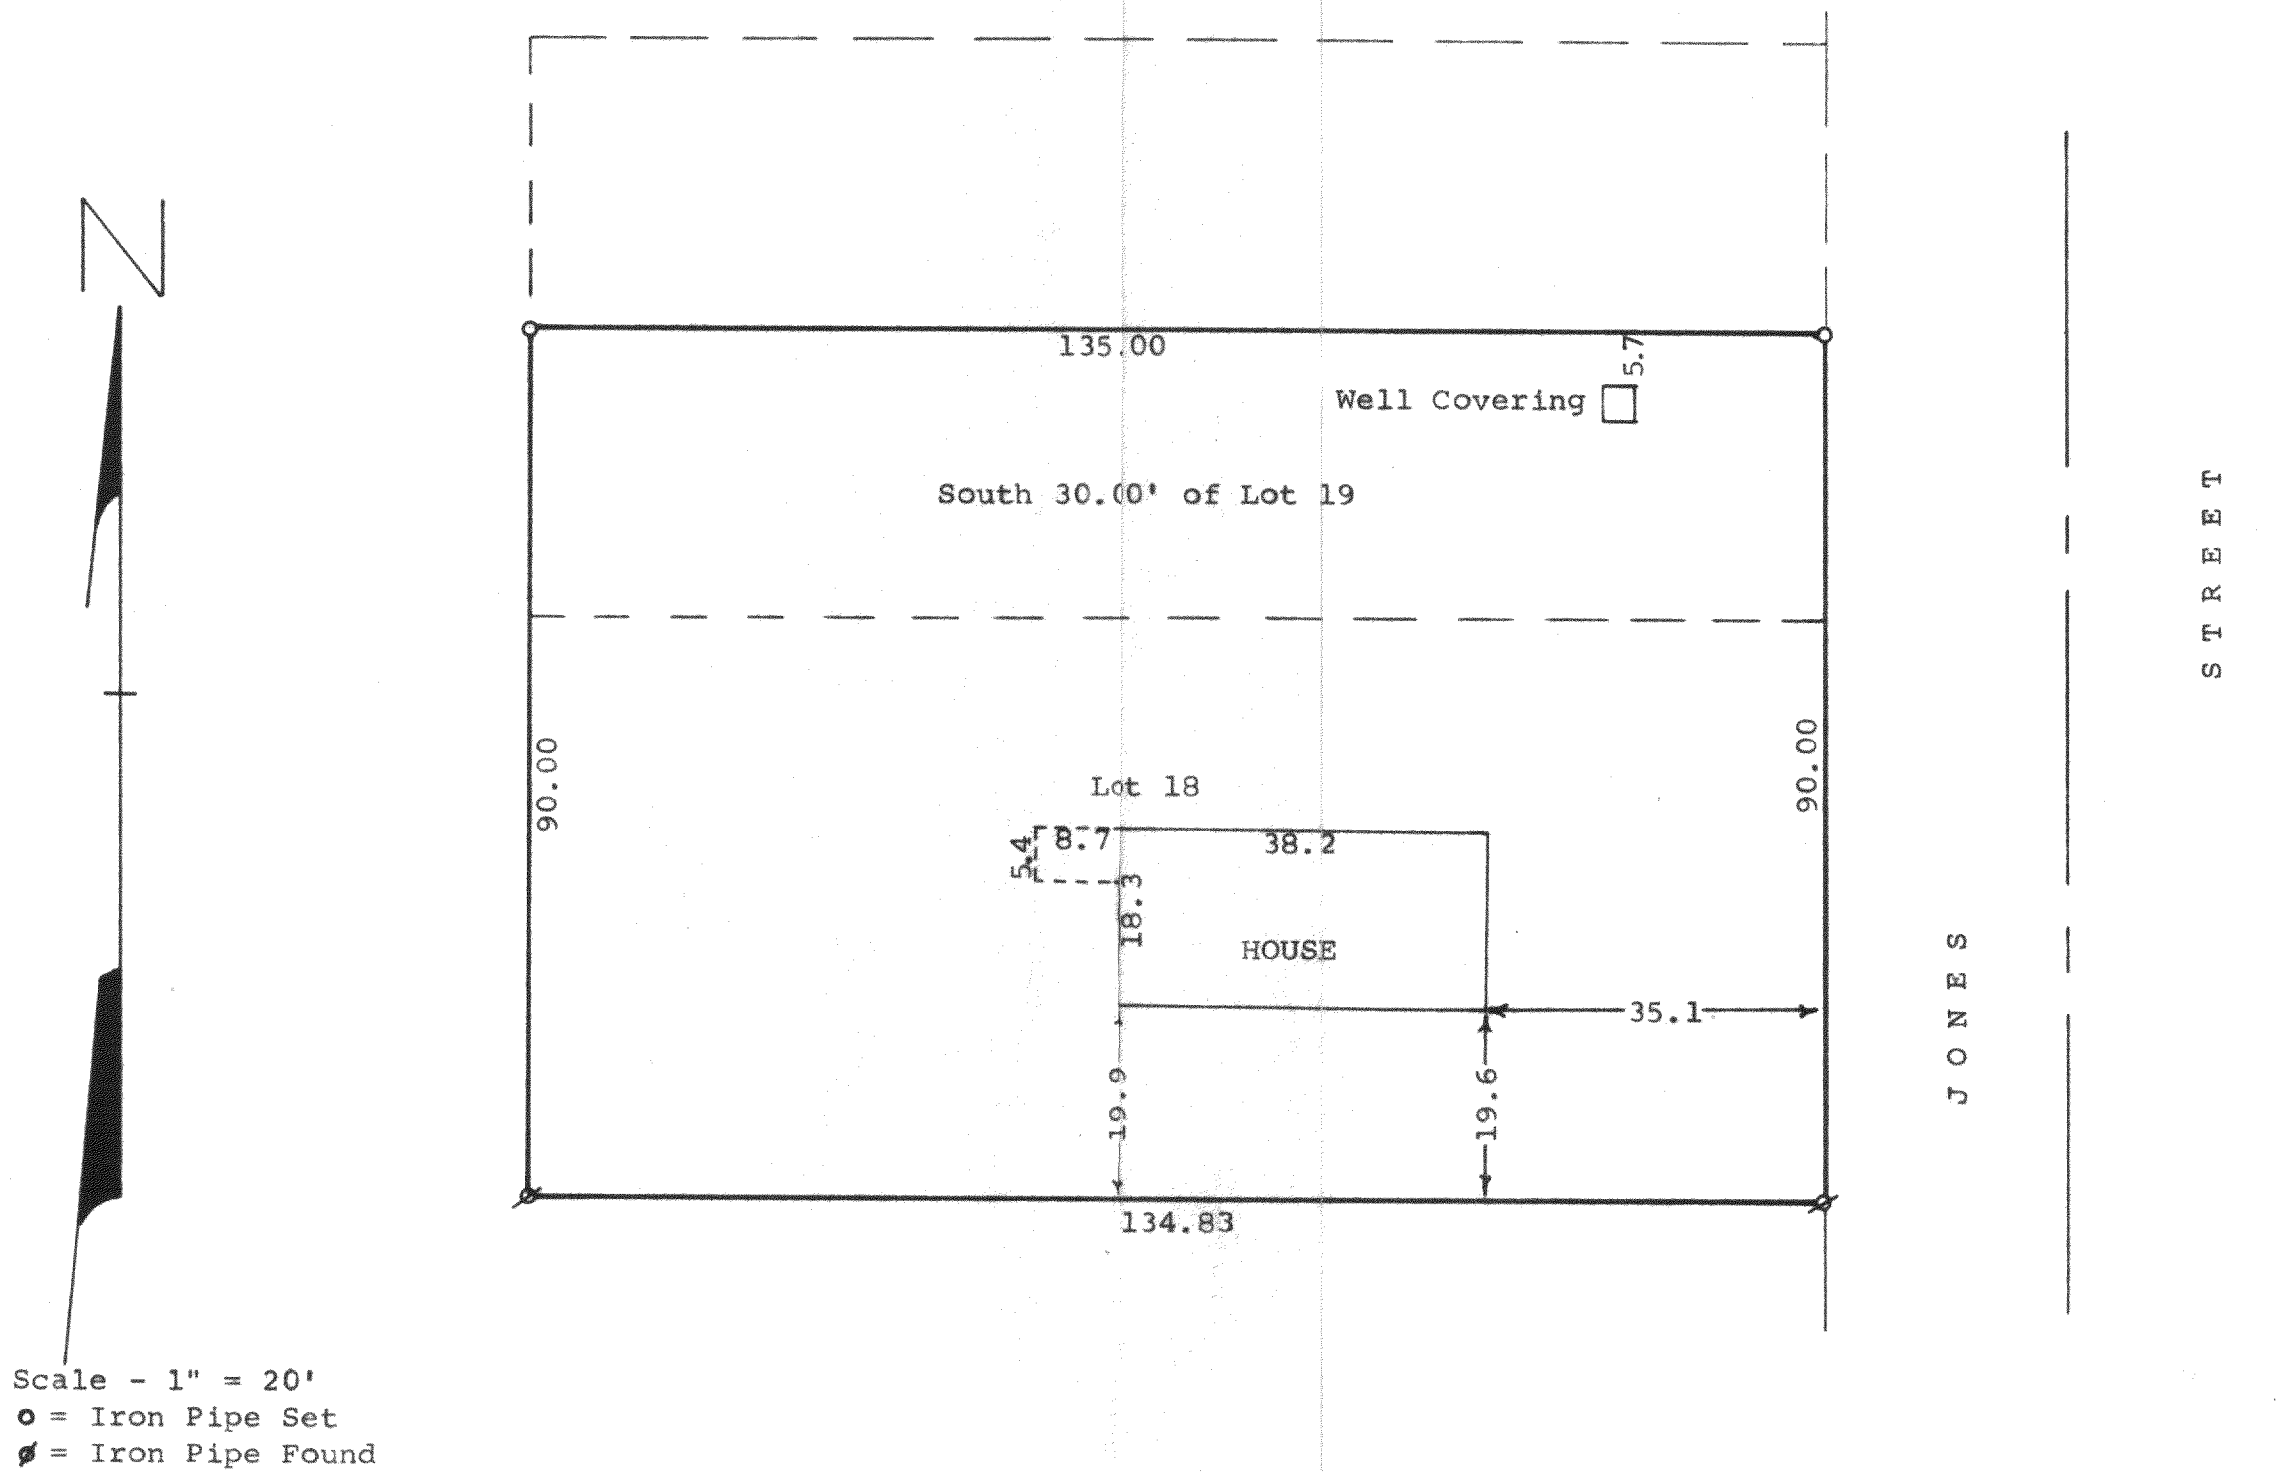 N
135.00
5.7
Well Covering
South 30.00' of Lot 19
STREET
90.00
90.00
Lot 18
8.7
38.2
5.4
18.3
HOUSE
JONES
35.1
19.9
19.6
134.83
Scale - 1" = 20'
= Iron Pipe Set
= Iron Pipe Found